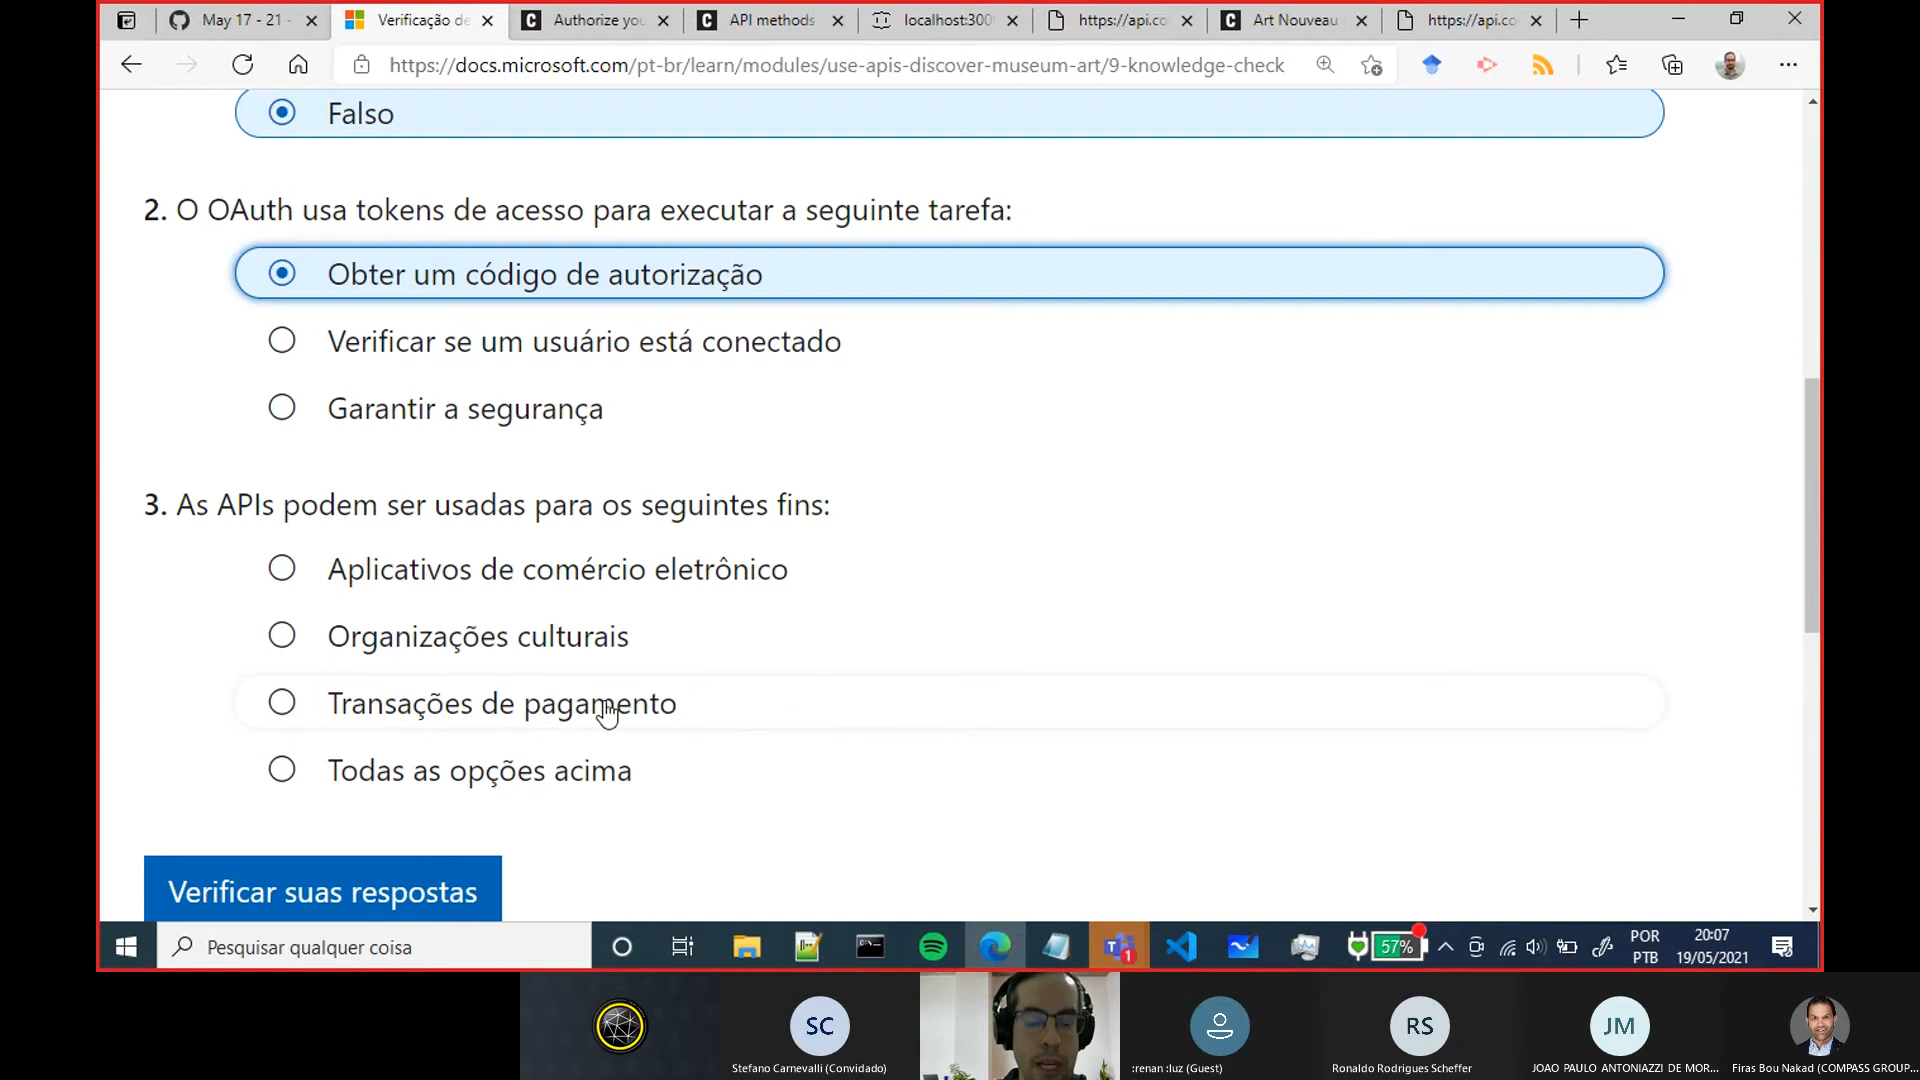 May 17 - 21 -
Verificação de
Authorize you
API methods
localhost:300
https://api.co
Art Nouveau
https://api.co
https://docs.microsoft.com/pt-br/learn/modules/use-apis-discover-museum-art/9-knowledge-check
Falso
2. O OAuth usa tokens de acesso para executar a seguinte tarefa:
Obter um código de autorização
Verificar se um usuário está conectado
Garantir a segurança
3. As APIs podem ser usadas para os seguintes fins:
Aplicativos de comércio eletrônico
Organizações culturais
Transações de pagamento
Todas as opções acima
Verificar suas respostas
Pesquisar qualquer coisa
1
57%
POR
PTB
20:07
19/05/2021
SC
RS
JM
Stefano Carnevalli (Convidado)
:renan :luz (Guest)
Ronaldo Rodrigues Scheffer
JOAO PAULO ANTONIAZZI DE MOR...
Firas Bou Nakad (COMPASS GROUP...